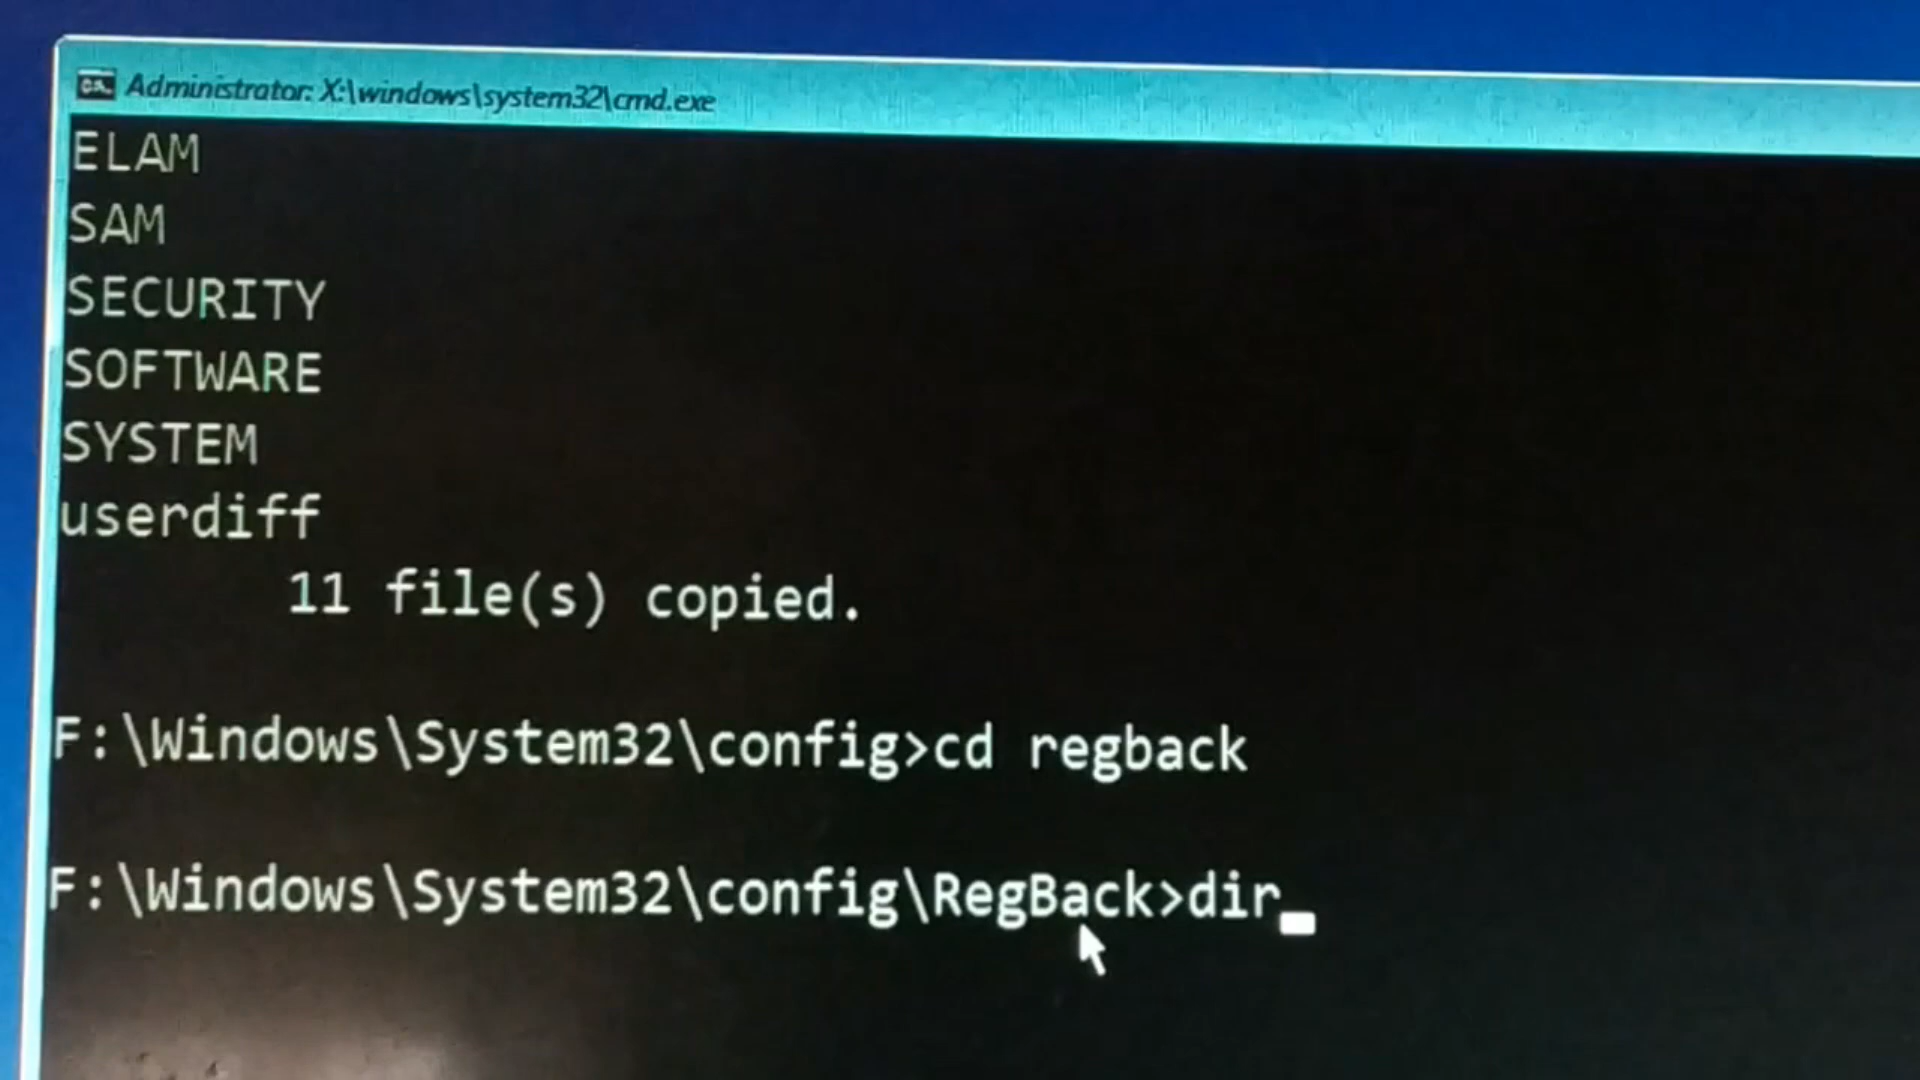 Administrator: X:\windows\system32\cmd.exe
ELAM
SAM
SECURITY
SOFTWARE
SYSTEM
userdiff
11 file(s) copied.
F:\Windows\System32\config>cd regback
F:\Windows\System32\config\RegBack>dir